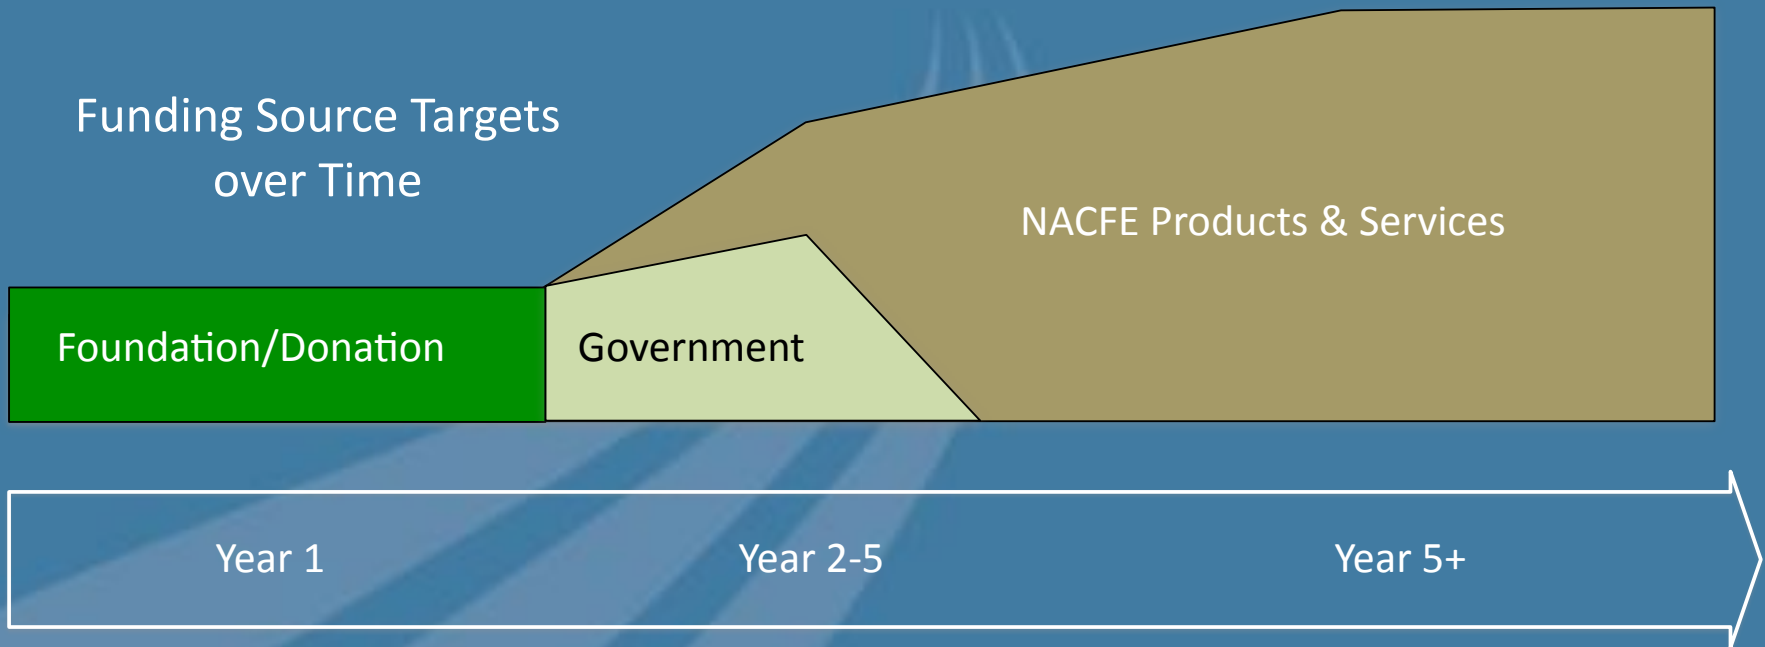 Funding Source Targets
over Time
NACFE Products & Services
Foundation/Donation
Government
Year 1
Year 2-5
Year 5+